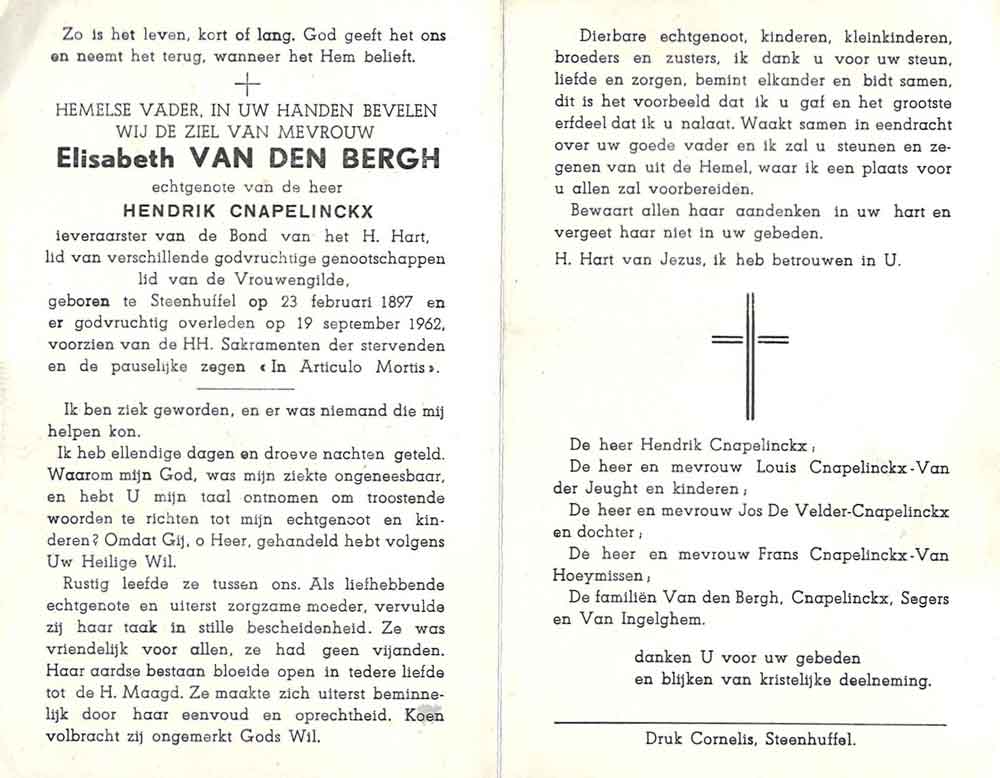 Zo is het leven, kort of lang. God geeft het ons
en neemt het terug, wanneer het Hem belieft.
HEMELSE VADER, IN UW HANDEN BEVELEN
WIJ DE ZIEL VAN MEVROUW
Elisabeth VAN DEN BERGH
echtgenote van de heer
HENDRIK CNAPELINCKX
ieveraarster van de Bond van het H. Hart,
lid van verschillende godvruchtige genootschappen
lid van de Vrouwengilde,
geboren te Steenhuffel op 23 februari 1897 en
er godvruchtig overleden op 19 september 1962,
voorzien van de HH. Sakramenten der stervenden
en de pauselijke zegen « In Articulo Mortis ».
Ik ben ziek geworden, en er was niemand die mij
helpen kon.
Ik heb ellendige dagen en droeve nachten geteld.
Waarom mijn God, was mijn ziekte ongeneesbaar,
en hebt U mijn taal ontnomen om troostende
woorden te richten tot mijn echtgenoot en kin-
deren? Omdat Gij, o Heer, gehandeld hebt volgens
Uw Heilige Wil.
Rustig leefde ze tussen ons. Als liefhebbende
echtgenote en uiterst zorgzame moeder, vervulde
zij haar taak in stille bescheidenheid. Ze was
vriendelijk voor allen, ze had geen vijanden.
Haar aardse bestaan bloeide open in tedere liefde
tot de H. Maagd. Ze maakte zich uiterst beminne-
lijk door haar eenvoud en oprechtheid. Koen
volbracht zij ongemerkt Gods Wil.
Dierbare echtgenoot, kinderen, kleinkinderen,
broeders en zusters, ik dank u voor uw steun,
liefde en zorgen, bemint elkander en bidt samen,
dit is het voorbeeld dat ik u gaf en het grootste
erfdeel dat ik u nalaat. Waakt samen in eendracht
over uw goede vader en ik zal u steunen en ze-
genen van uit de Hemel, waar ik een plaats voor
u allen zal voorbereiden.
Bewaart allen haar aandenken in uw hart en
vergeet haar niet in uw gebeden.
H. Hart van Jezus, ik heb betrouwen in U.
De heer Hendrik Cnapelinckx;
De heer en mevrouw Louis Cnapelinckx-Van
der Jeught en kinderen;
De heer en mevrouw Jos De Velder-Cnapelinckx
en dochter;
De heer en mevrouw Frans Cnapelinckx-Van
Hoeymissen;
De familiën Van den Bergh, Cnapelinckx, Segers
en Van Ingelghem.
danken U voor uw gebeden
en blijken van kristelijke deelneming.
Druk Cornelis, Steenhuffel.